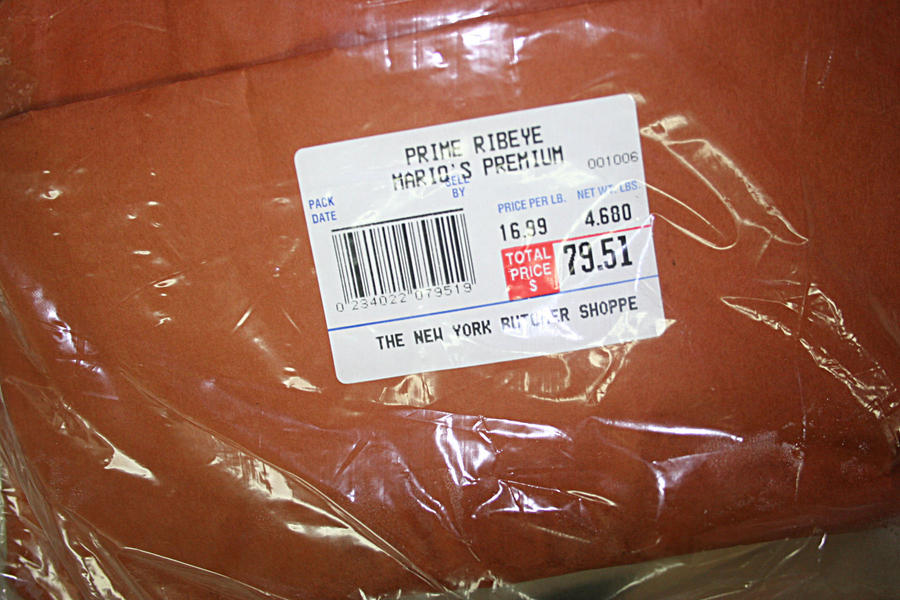 PRIME RIBEYE
MARIO'S PREMIUM
001006
SELL
BY
PACK
DATE
PRICE PER LB. NET WT. LBS.
16.99 4.680
TOTAL
PRICE
$
79.51
0 234022 079519
THE NEW YORK BUTCHER SHOPPE